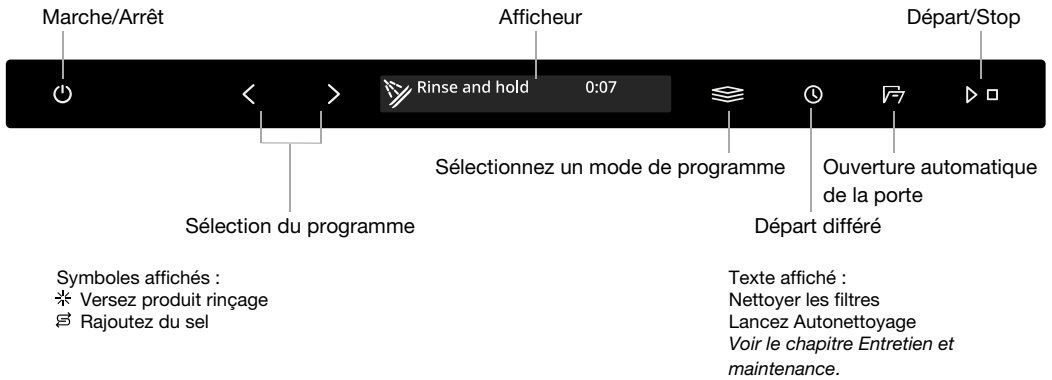 Marche/Arrêt
Afficheur
Départ/Stop
Rinse and hold 0:07
Sélectionnez un mode de programme
Ouverture automatique
de la porte
Sélection du programme
Départ différé
Symboles affichés :
Versez produit rinçage
Rajoutez du sel
Texte affiché :
Nettoyer les filtres
Lancez Autonettoyage
Voir le chapitre Entretien et
maintenance.